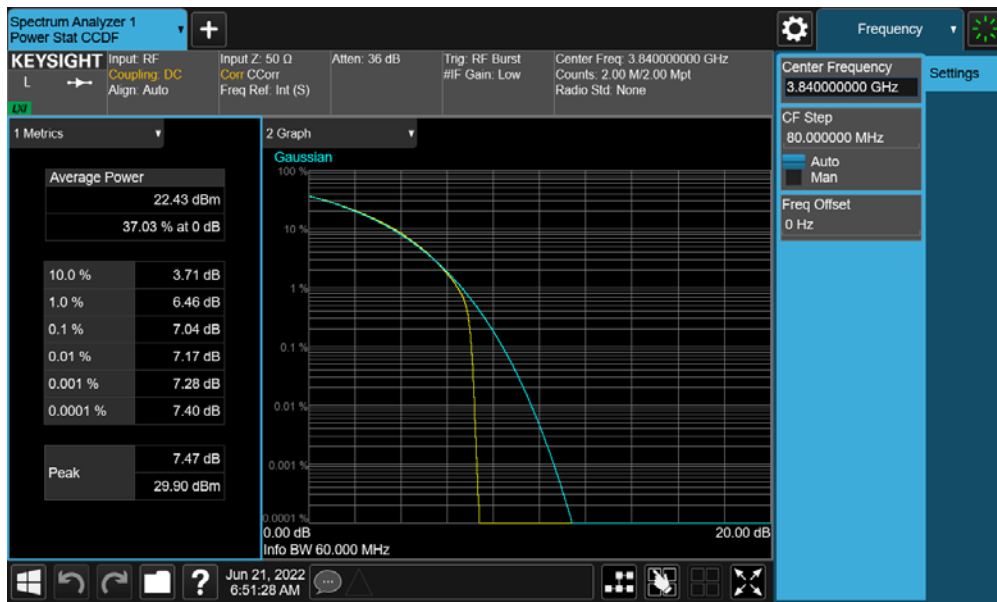 Spectrum Analyzer 1
Power Stat CCDF
Frequency
KEYSIGHT
L
LXI
Input: RF
Coupling: DC
Align: Auto
Input Z: 50 Ω
Corr CCorr
Freq Ref: Int (S)
Atten: 36 dB
Trig: RF Burst
#IF Gain: Low
Center Freq: 3.840000000 GHz
Counts: 2.00 M/2.00 Mpt
Radio Std: None
Center Frequency
3.840000000 GHz
Settings
CF Step
80.000000 MHz
Auto
Man
Freq Offset
0 Hz
1 Metrics
Average Power
22.43 dBm
37.03 % at 0 dB
10.0 % 3.71 dB
1.0 % 6.46 dB
0.1 % 7.04 dB
0.01 % 7.17 dB
0.001 % 7.28 dB
0.0001 % 7.40 dB
Peak
7.47 dB
29.90 dBm
2 Graph
Gaussian
100 %
10 %
1 %
0.1 %
0.01 %
0.001 %
0.0001 %
0.00 dB 20.00 dB
Info BW 60.000 MHz
?
Jun 21, 2022
6:51:28 AM